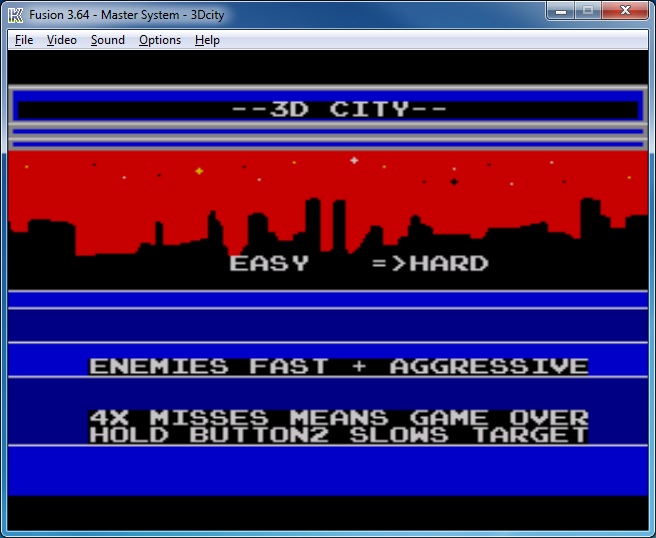 Fusion 3.64 - Master System - 3Dcity
File Video Sound Options Help
--3D CITY--
EASY =>HARD
ENEMIES FAST + AGGRESSIVE
4X MISSES MEANS GAME OVER
HOLD BUTTON2 SLOWS TARGET